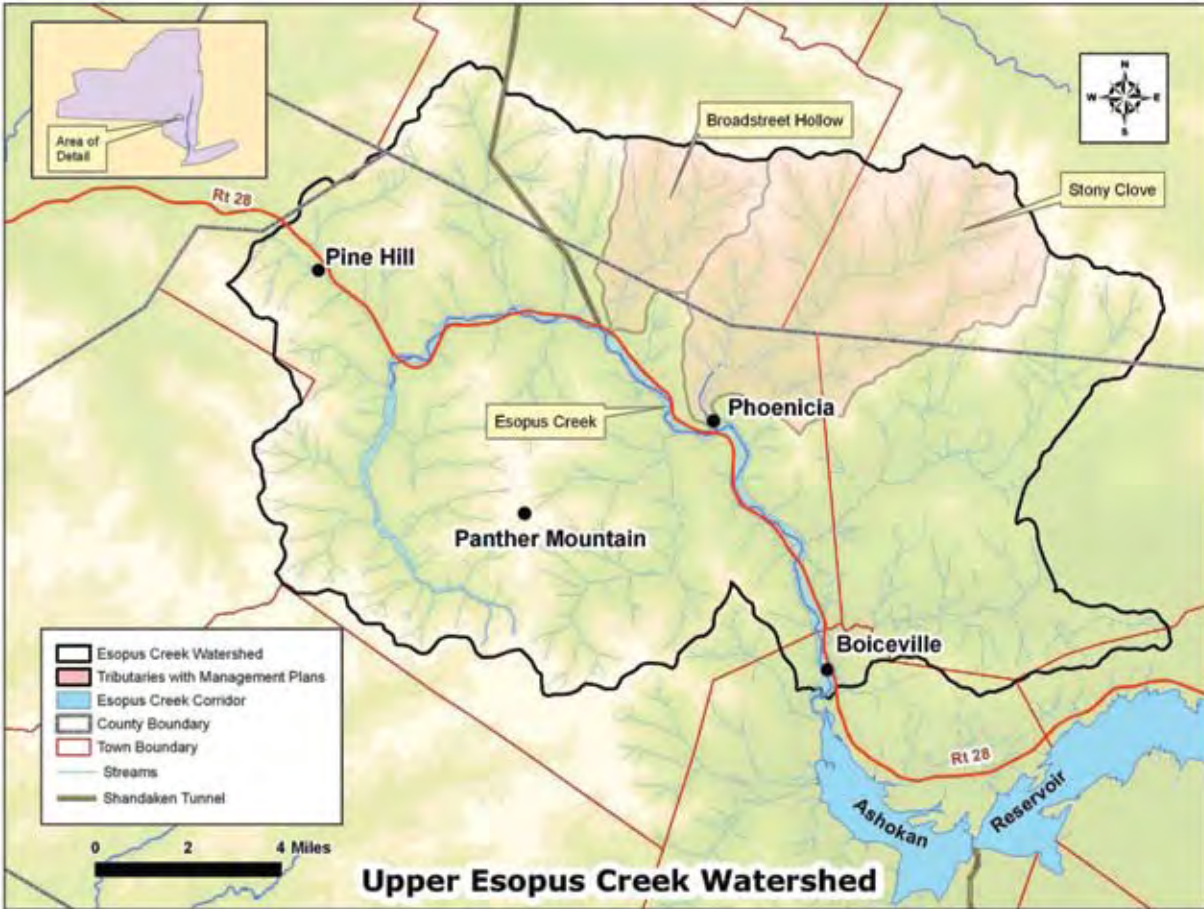 Area of
Detail
N
W
E
S
Broadstreet Hollow
Stony Clove
Rt 28
Pine Hill
Phoenicia
Esopus Creek
Panther Mountain
Boiceville
Esopus Creek Watershed
Tributaries with Management Plans
Esopus Creek Corridor
County Boundary
Town Boundary
Streams
Shandaken Tunnel
Rt 28
Ashokan
Reservoir
0 2 4 Miles
Upper Esopus Creek Watershed